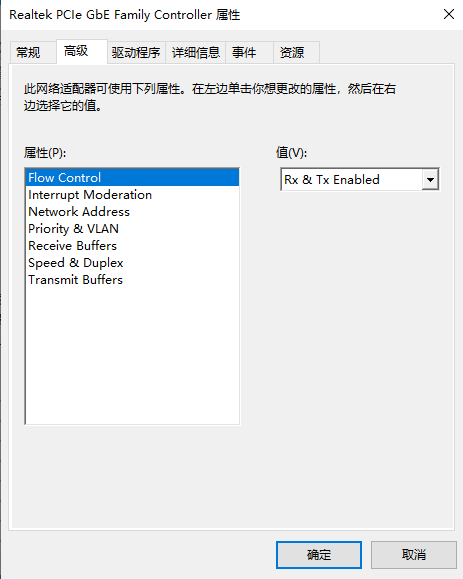 Realtek PCIe GbE Family Controller 属性
常规 高级 驱动程序 详细信息 事件 资源
此网络适配器可使用下列属性。在左边单击你想更改的属性，然后在右
边选择它的值。
属性(P): 值(V):
Flow Control Rx & Tx Enabled
Interrupt Moderation
Network Address
Priority & VLAN
Receive Buffers
Speed & Duplex
Transmit Buffers
确定 取消